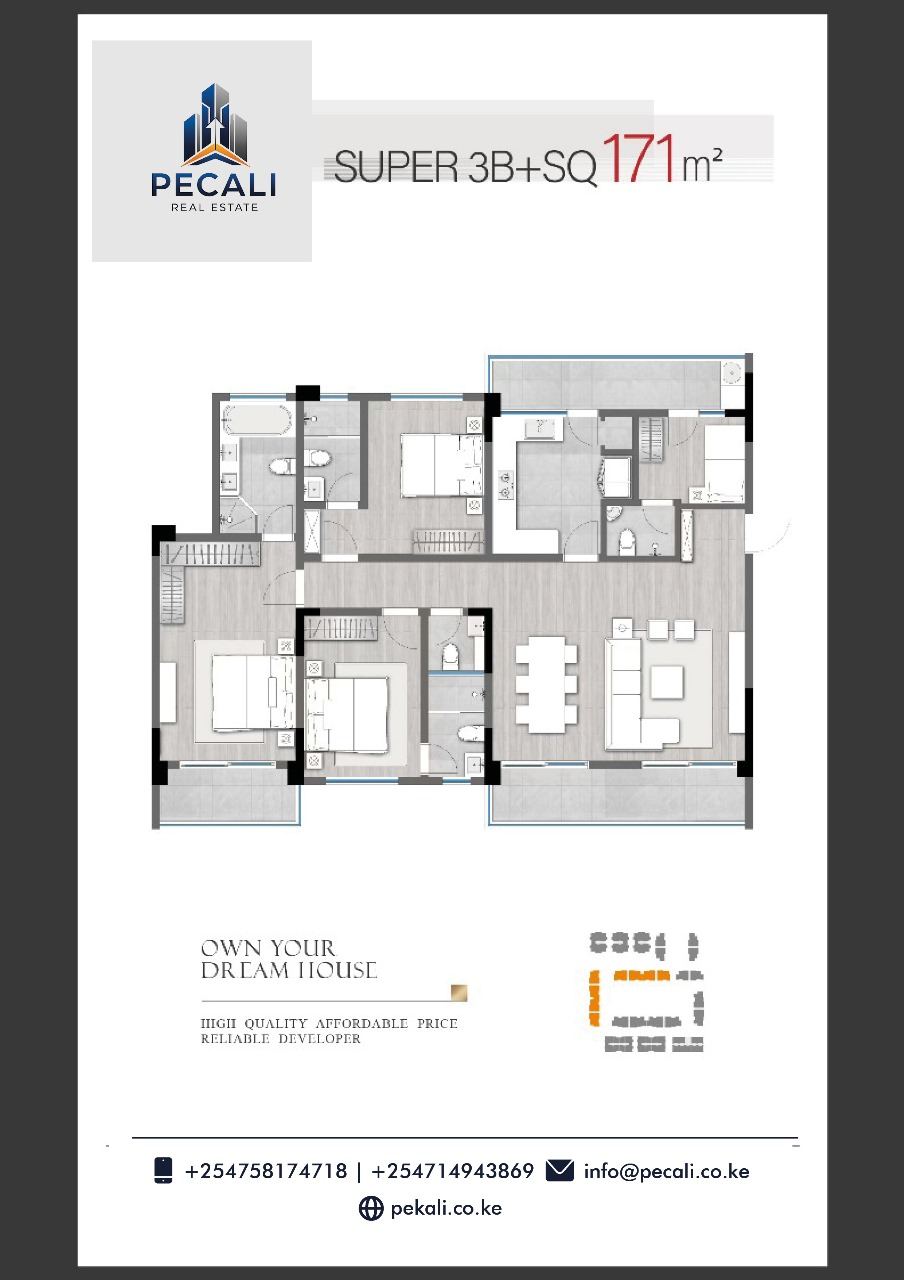 PECALI
REAL ESTATE
SUPER 3B+SQ 171 m²
OWN YOUR
DREAM HOUSE
HIGH QUALITY AFFORDABLE PRICE
RELIABLE DEVELOPER
+254758174718 | +254714943869 info@pecali.co.ke
pekali.co.ke